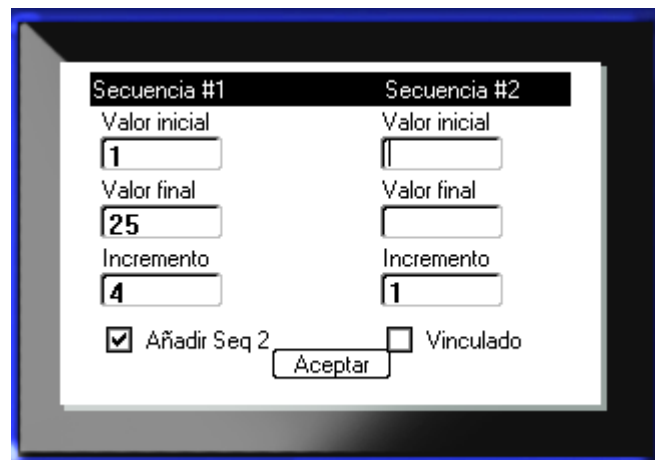 Secuencia #1 Secuencia #2
Valor inicial Valor inicial
1
Valor final Valor final
25
Incremento Incremento
4 1
Añadir Seq 2 Vinculado
Aceptar